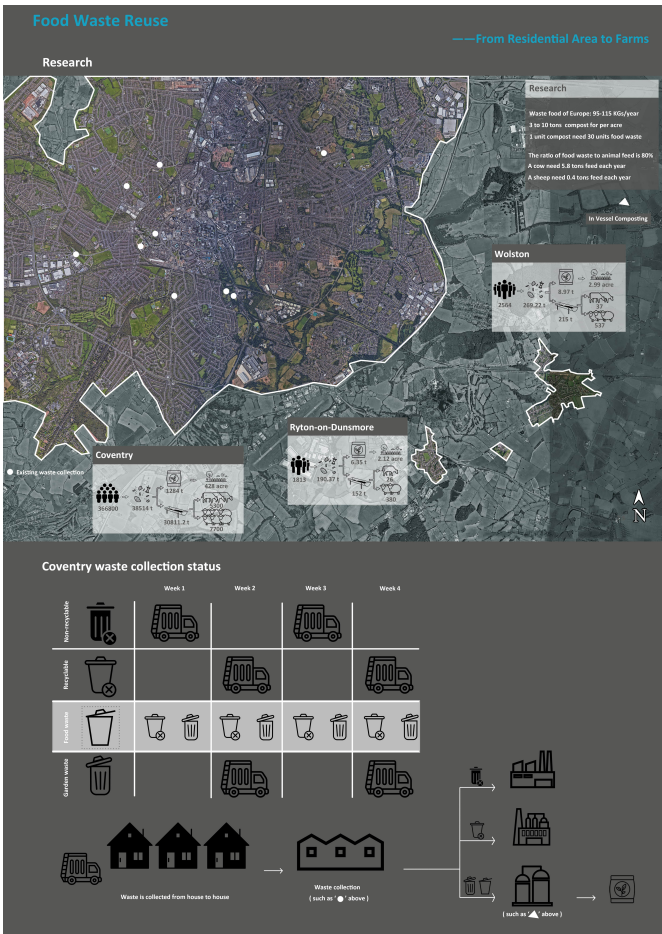 Food Waste Reuse
——From Residential Area to Farms
Research
Research
Waste food of Europe: 95-115 KGs/year
3 to 10 tons compost for per acre
1 unit compost need 30 units food waste
The ratio of food waste to animal feed is 80%
A cow need 5.8 tons feed each year
A sheep need 0.4 tons feed each year
In Vessel Composting
Wolston
2564
269.22 t
8.97 t
2.99 acre
215 t
37
537
Ryton-on-Dunsmore
1813
190.37 t
6.35 t
2.12 acre
152 t
26
380
Existing waste collection
Coventry
366800
38514 t
1284 t
428 acre
30811.2 t
5300
7700
N
Coventry waste collection status
Week 1
Week 2
Week 3
Week 4
Non-recyclable
Recyclable
Food waste
Garden waste
Waste is collected from house to house
Waste collection
( such as ' ' above )
( such as ' ' above )